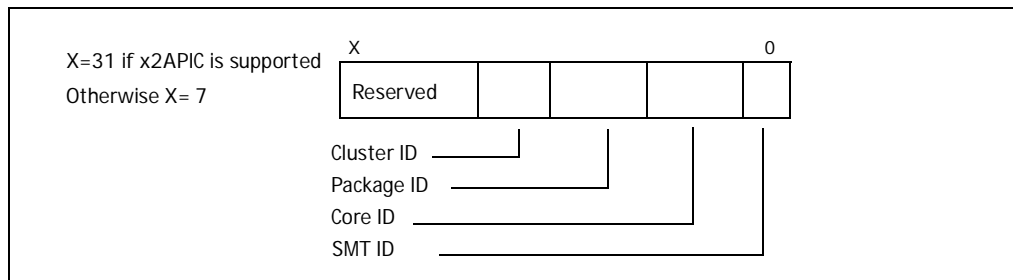 X=31 if x2APIC is supported
Otherwise X= 7
X 0
Reserved
Cluster ID
Package ID
Core ID
SMT ID